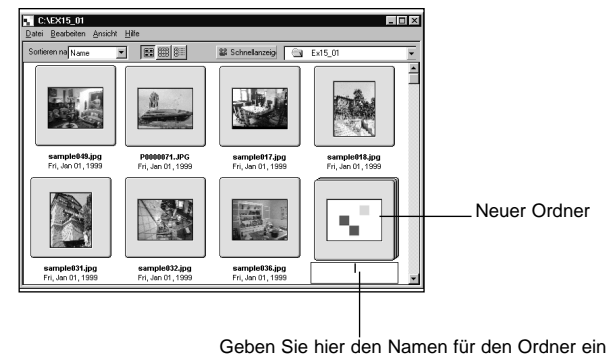 C:\EX15_01
Datei Bearbeiten Ansicht Hilfe
Sortieren na Name Schnellanzeig Ex15_01
sample049.jpg P0000071.JPG sample017.jpg sample018.jpg
Fri, Jan 01, 1999 Fri, Jan 01, 1999 Fri, Jan 01, 1999 Fri, Jan 01, 1999
Neuer Ordner
sample031.jpg sample032.jpg sample036.jpg
Fri, Jan 01, 1999 Fri, Jan 01, 1999 Fri, Jan 01, 1999
Geben Sie hier den Namen für den Ordner ein